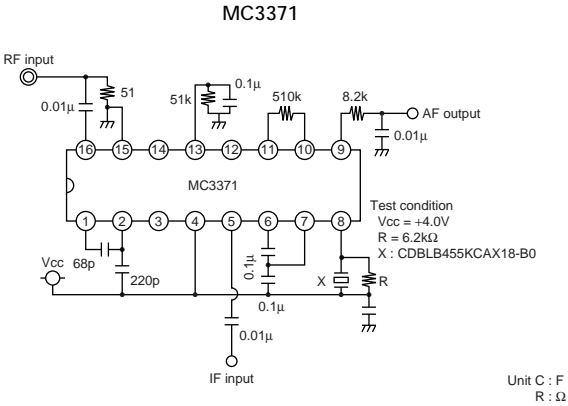 MC3371
RF input
0.01µ
51
51k
0.1µ
510k
8.2k
AF output
0.01µ
16 15 14 13 12 11 10 9
MC3371
1 2 3 4 5 6 7 8
Test condition
Vcc = +4.0V
R = 6.2kΩ
X : CDBLB455KCAX18-B0
Vcc
68p
220p
0.1µ
0.1µ
X
R
0.01µ
IF input
Unit C : F
R : Ω